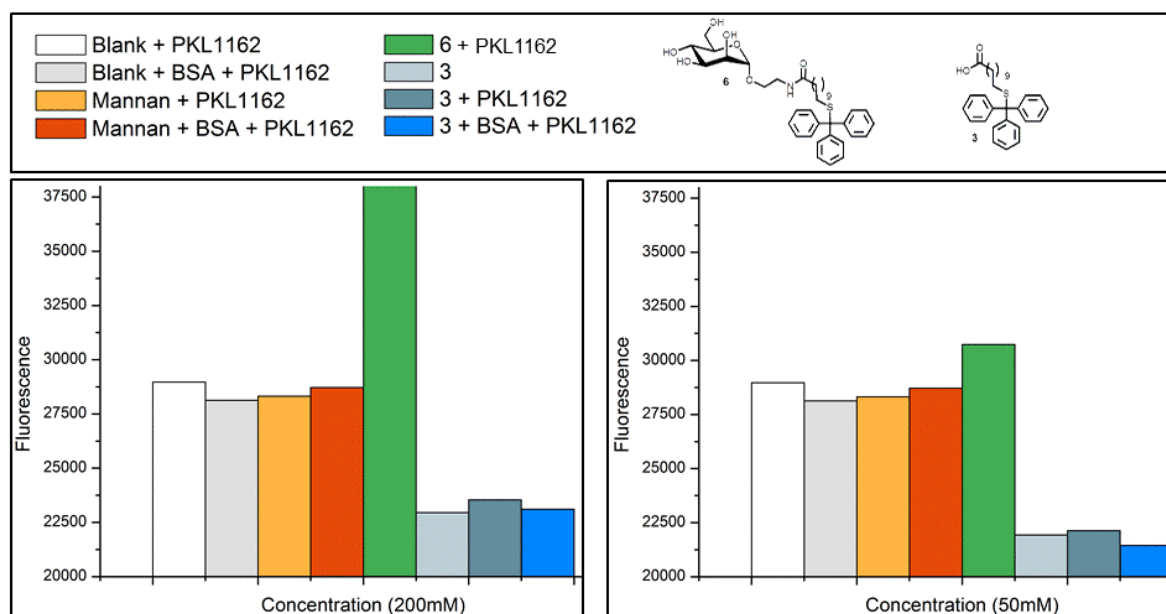 Blank + PKL1162
Blank + BSA + PKL1162
Mannan + PKL1162
Mannan + BSA + PKL1162
6 + PKL1162
3
3 + PKL1162
3 + BSA + PKL1162
OH
HO
OH
O
HO
HO
O
6
N
H
O
9
S
O
HO
9
S
3
37500
35000
32500
30000
27500
25000
22500
20000
Fluorescence
Concentration (200mM)
37500
35000
32500
30000
27500
25000
22500
20000
Fluorescence
Concentration (50mM)